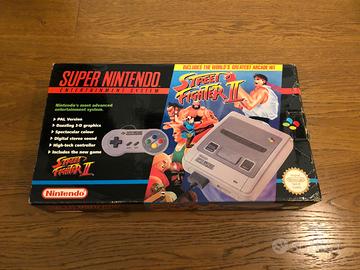 SUPER NINTENDO
ENTERTAINMENT SYSTEM
INCLUDES THE WORLD'S GREATEST ARCADE HIT
STREET
FIGHTER II
Nintendo's most advanced
entertainment system.
PAL Version
Dazzling 3-D graphics
Spectacular colour
Digital stereo sound
High-tech controller
Includes the new game
STREET
FIGHTER II
Nintendo